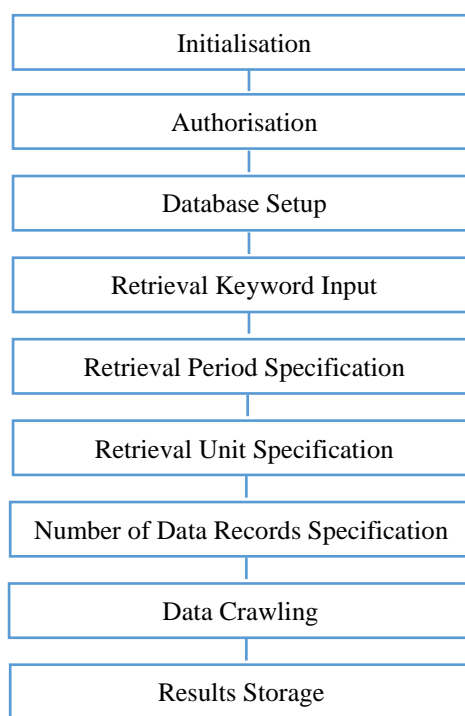 Initialisation
Authorisation
Database Setup
Retrieval Keyword Input
Retrieval Period Specification
Retrieval Unit Specification
Number of Data Records Specification
Data Crawling
Results Storage